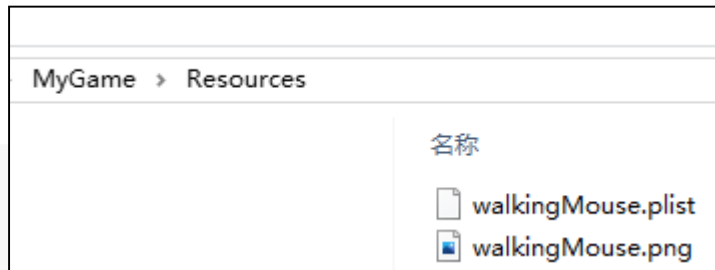 MyGame > Resources
名称
walkingMouse.plist
walkingMouse.png